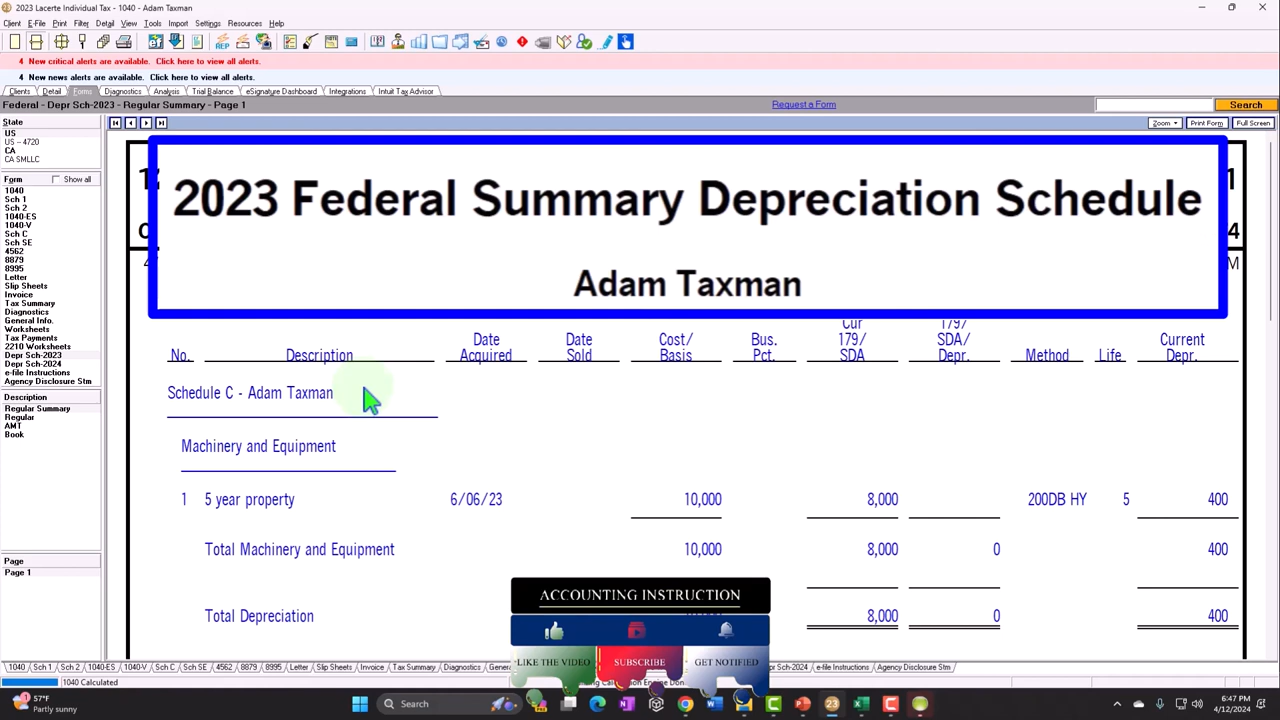 2023 Lacerte Individual Tax - 1040 - Adam Taxman
Client E-File Print Filter Detail View Tools Import Settings Resources Help
4 New critical alerts are available. Click here to view all alerts.
4 New news alerts are available. Click here to view all alerts.
Clients Detail Forms Diagnostics Analysis Trial Balance eSignature Dashboard Integrations Intuit Tax Advisor
Federal - Depr Sch-2023 - Regular Summary - Page 1
Request a Form
Search
State
US
US - 4720
CA
CA SMLLC
Form Show all
1040
Sch 1
Sch 2
1040-ES
1040-V
Sch C
Sch SE
4562
8879
8995
Letter
Slip Sheets
Invoice
Tax Summary
Diagnostics
General Info.
Worksheets
Tax Payments
2210 Worksheets
Depr Sch-2023
Depr Sch-2024
e-file Instructions
Agency Disclosure Stm
Description
Regular Summary
Regular
AMT
Book
Page
Page 1
Zoom Print Form Full Screen
2023 Federal Summary Depreciation Schedule
Adam Taxman
No. Description Date Acquired Date Sold Cost/ Basis Bus. Pct. Cur 179/ SDA 179/ SDA/ Depr. Method Life Current Depr.
Schedule C - Adam Taxman
Machinery and Equipment
1 5 year property 6/06/23 10,000 8,000 200DB HY 5 400
Total Machinery and Equipment 10,000 8,000 0 400
Total Depreciation 8,000 0 400
ACCOUNTING INSTRUCTION
LIKE THE VIDEO SUBSCRIBE GET NOTIFIED
1040 Sch 1 Sch 2 1040-ES 1040-V Sch C Sch SE 4562 8879 8995 Letter Slip Sheets Invoice Tax Summary Diagnostics Sch-2024 e-file Instructions Agency Disclosure Stm
1040 Calculated
57°F
Partly sunny
Search
6:47 PM
4/12/2024